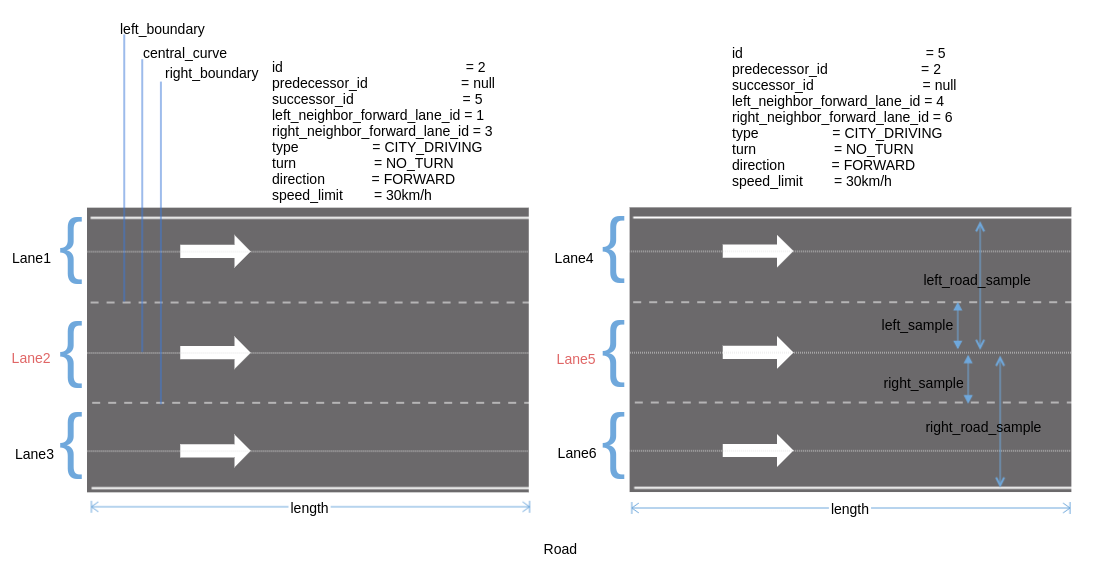 left_boundary
central_curve
right_boundary
id = 2
predecessor_id = null
successor_id = 5
left_neighbor_forward_lane_id = 1
right_neighbor_forward_lane_id = 3
type = CITY_DRIVING
turn = NO_TURN
direction = FORWARD
speed_limit = 30km/h
Lane1
Lane2
Lane3
length
id = 5
predecessor_id = 2
successor_id = null
left_neighbor_forward_lane_id = 4
right_neighbor_forward_lane_id = 6
type = CITY_DRIVING
turn = NO_TURN
direction = FORWARD
speed_limit = 30km/h
Lane4
left_road_sample
left_sample
Lane5
right_sample
right_road_sample
Lane6
length
Road